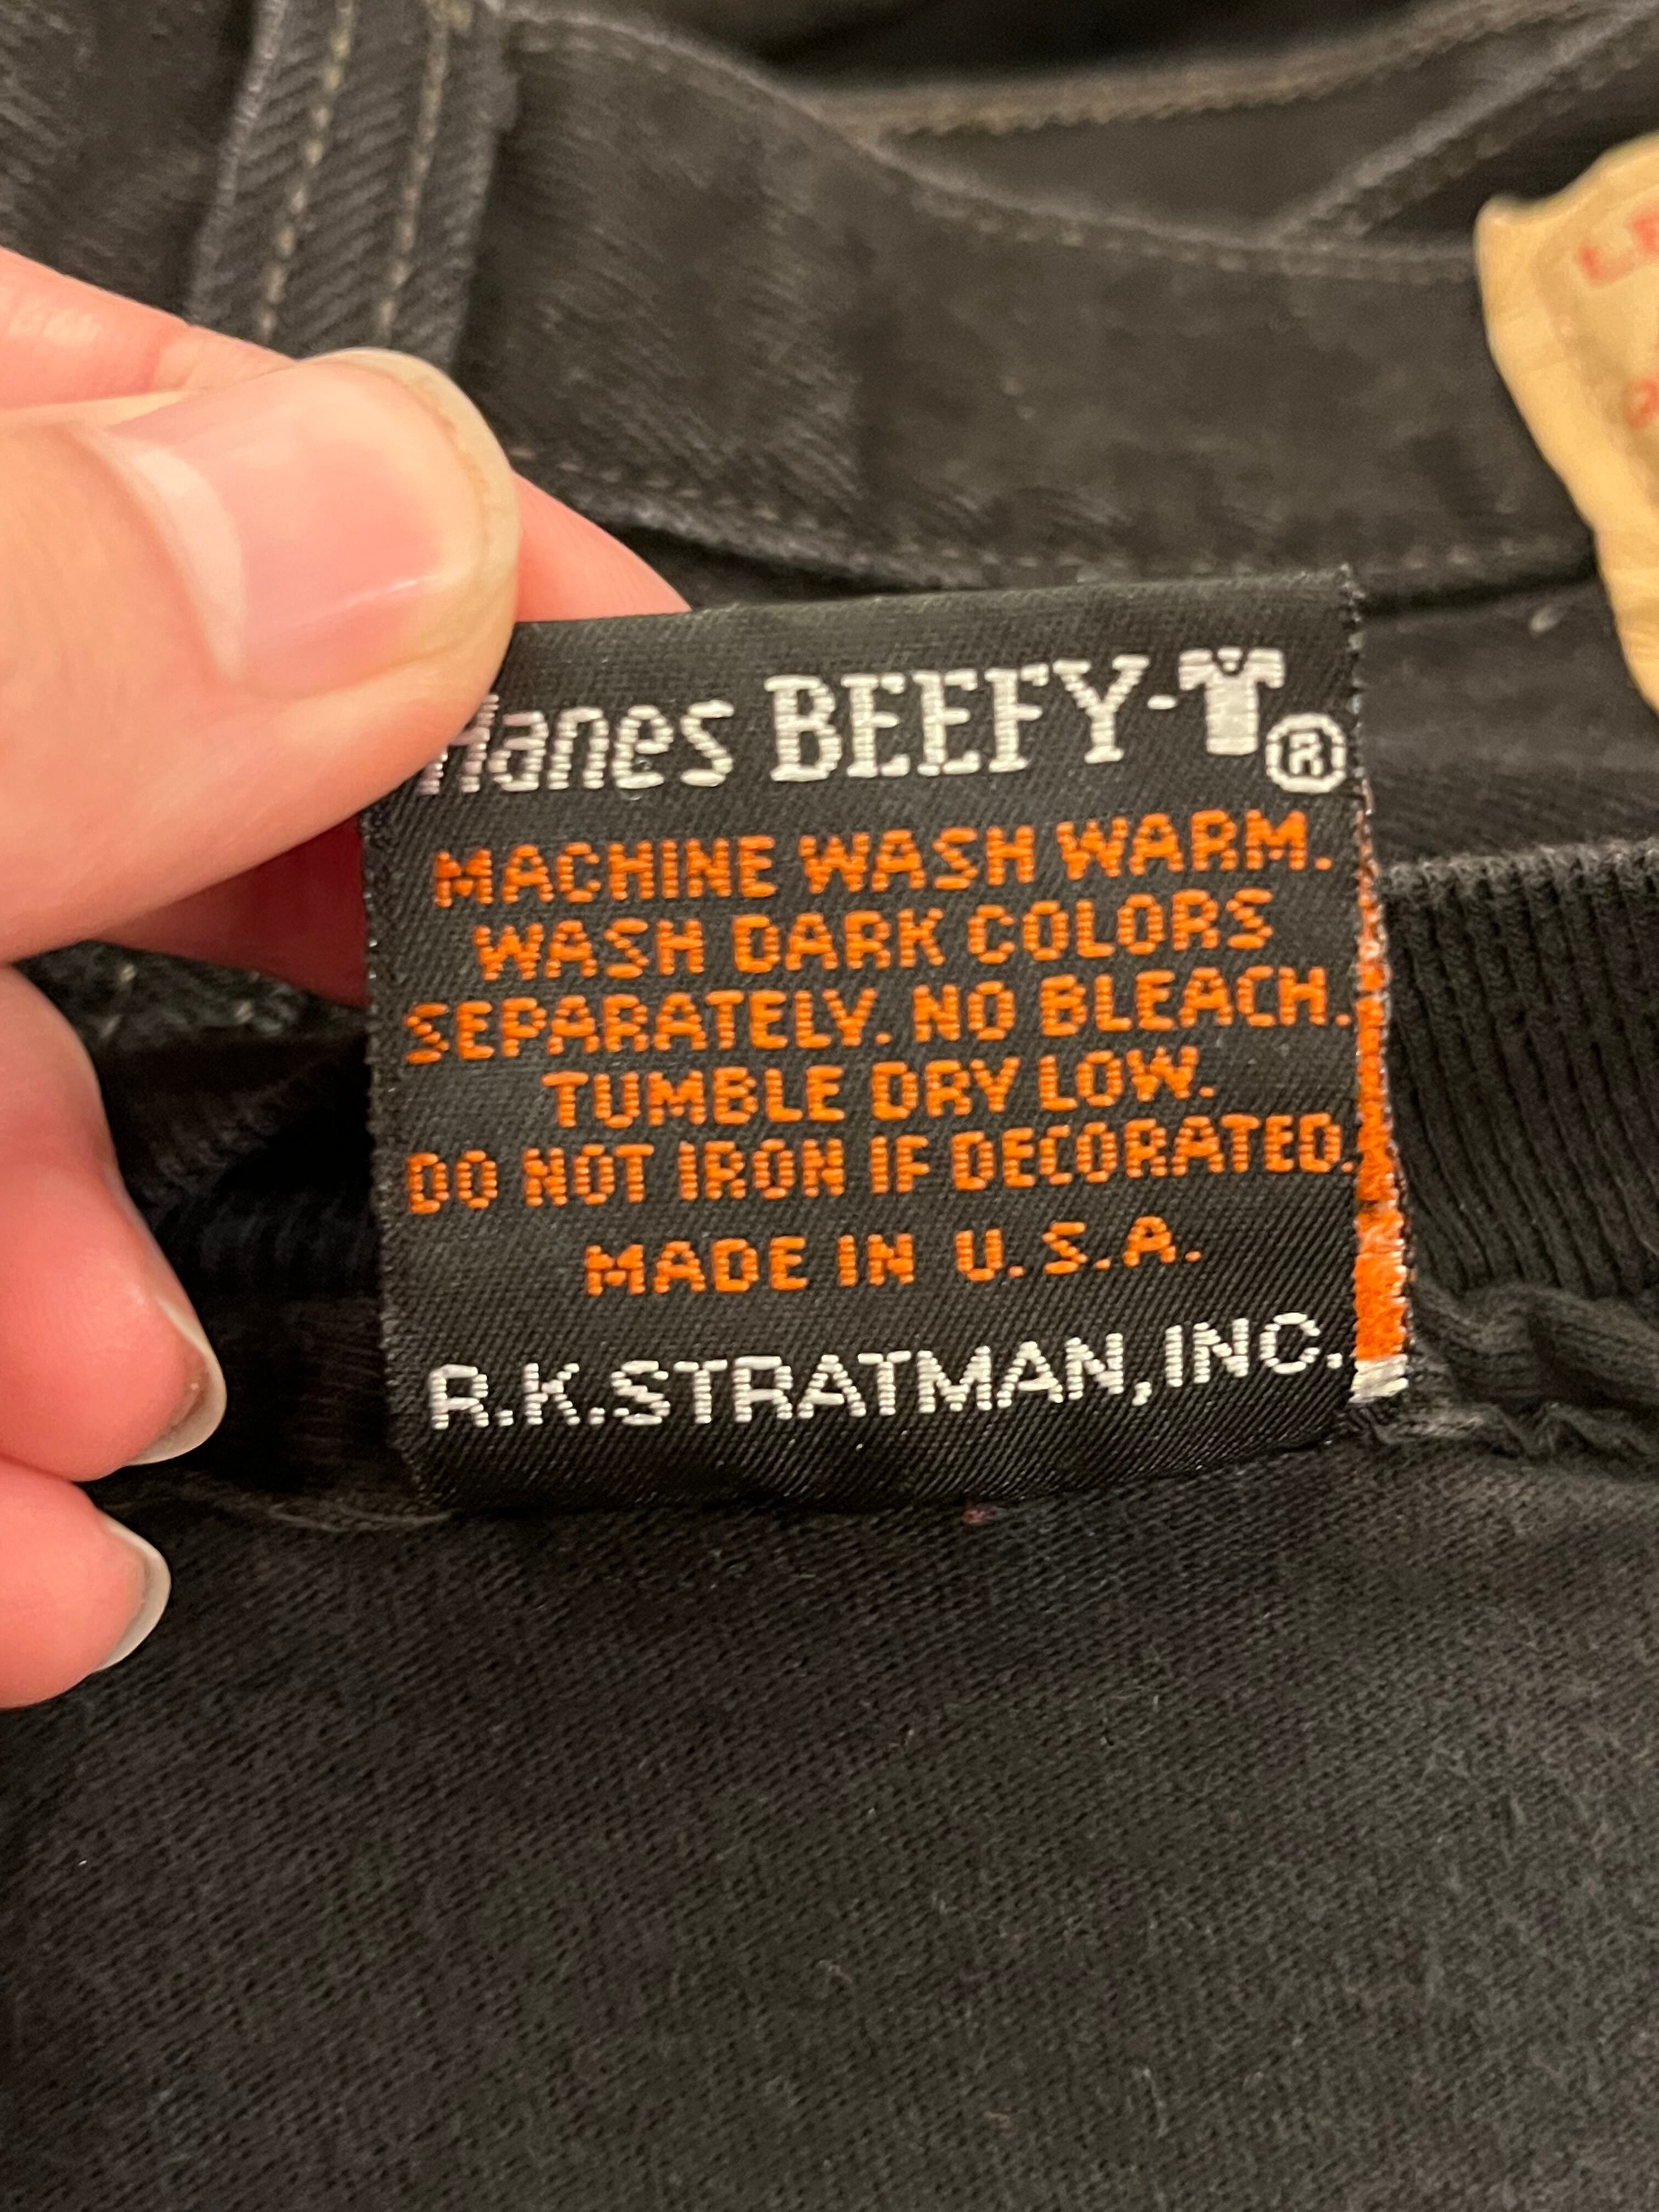 Hanes BEEFY-T®
MACHINE WASH WARM.
WASH DARK COLORS
SEPARATELY. NO BLEACH.
TUMBLE DRY LOW.
DO NOT IRON IF DECORATED.
MADE IN U.S.A.
R.K.STRATMAN, INC.